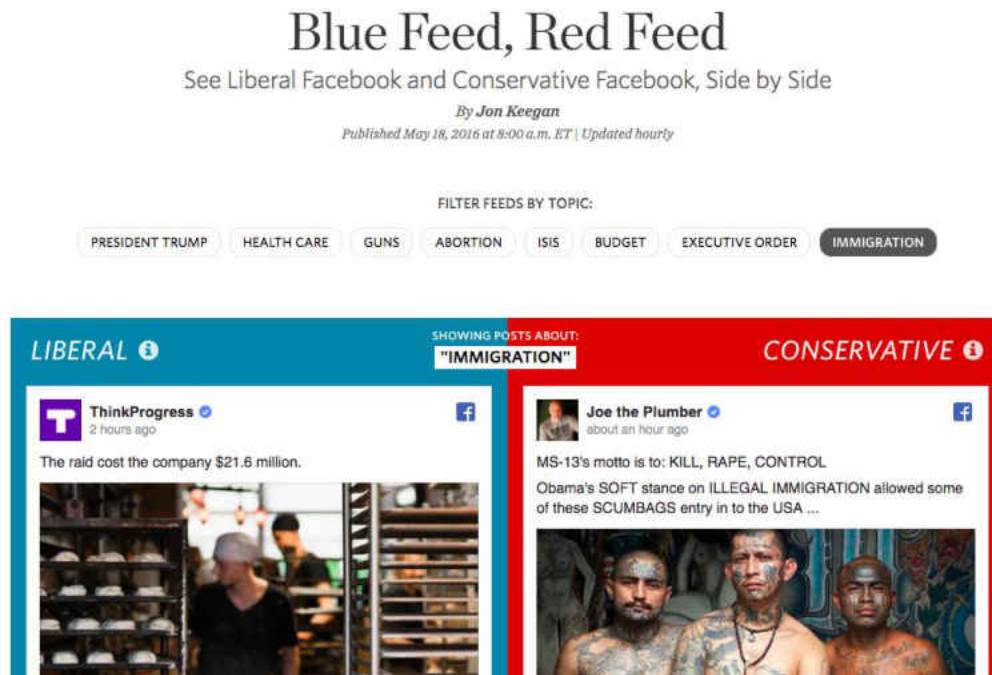 Blue Feed, Red Feed
See Liberal Facebook and Conservative Facebook, Side by Side
By Jon Keegan
Published May 18, 2016 at 8:00 a.m. ET | Updated hourly
FILTER FEEDS BY TOPIC:
PRESIDENT TRUMP HEALTH CARE GUNS ABORTION ISIS BUDGET EXECUTIVE ORDER IMMIGRATION
LIBERAL
SHOWING POSTS ABOUT:
"IMMIGRATION"
CONSERVATIVE
ThinkProgress
2 hours ago
The raid cost the company $21.6 million.
Joe the Plumber
about an hour ago
MS-13's motto is to: KILL, RAPE, CONTROL
Obama's SOFT stance on ILLEGAL IMMIGRATION allowed some
of these SCUMBAGS entry in to the USA ...